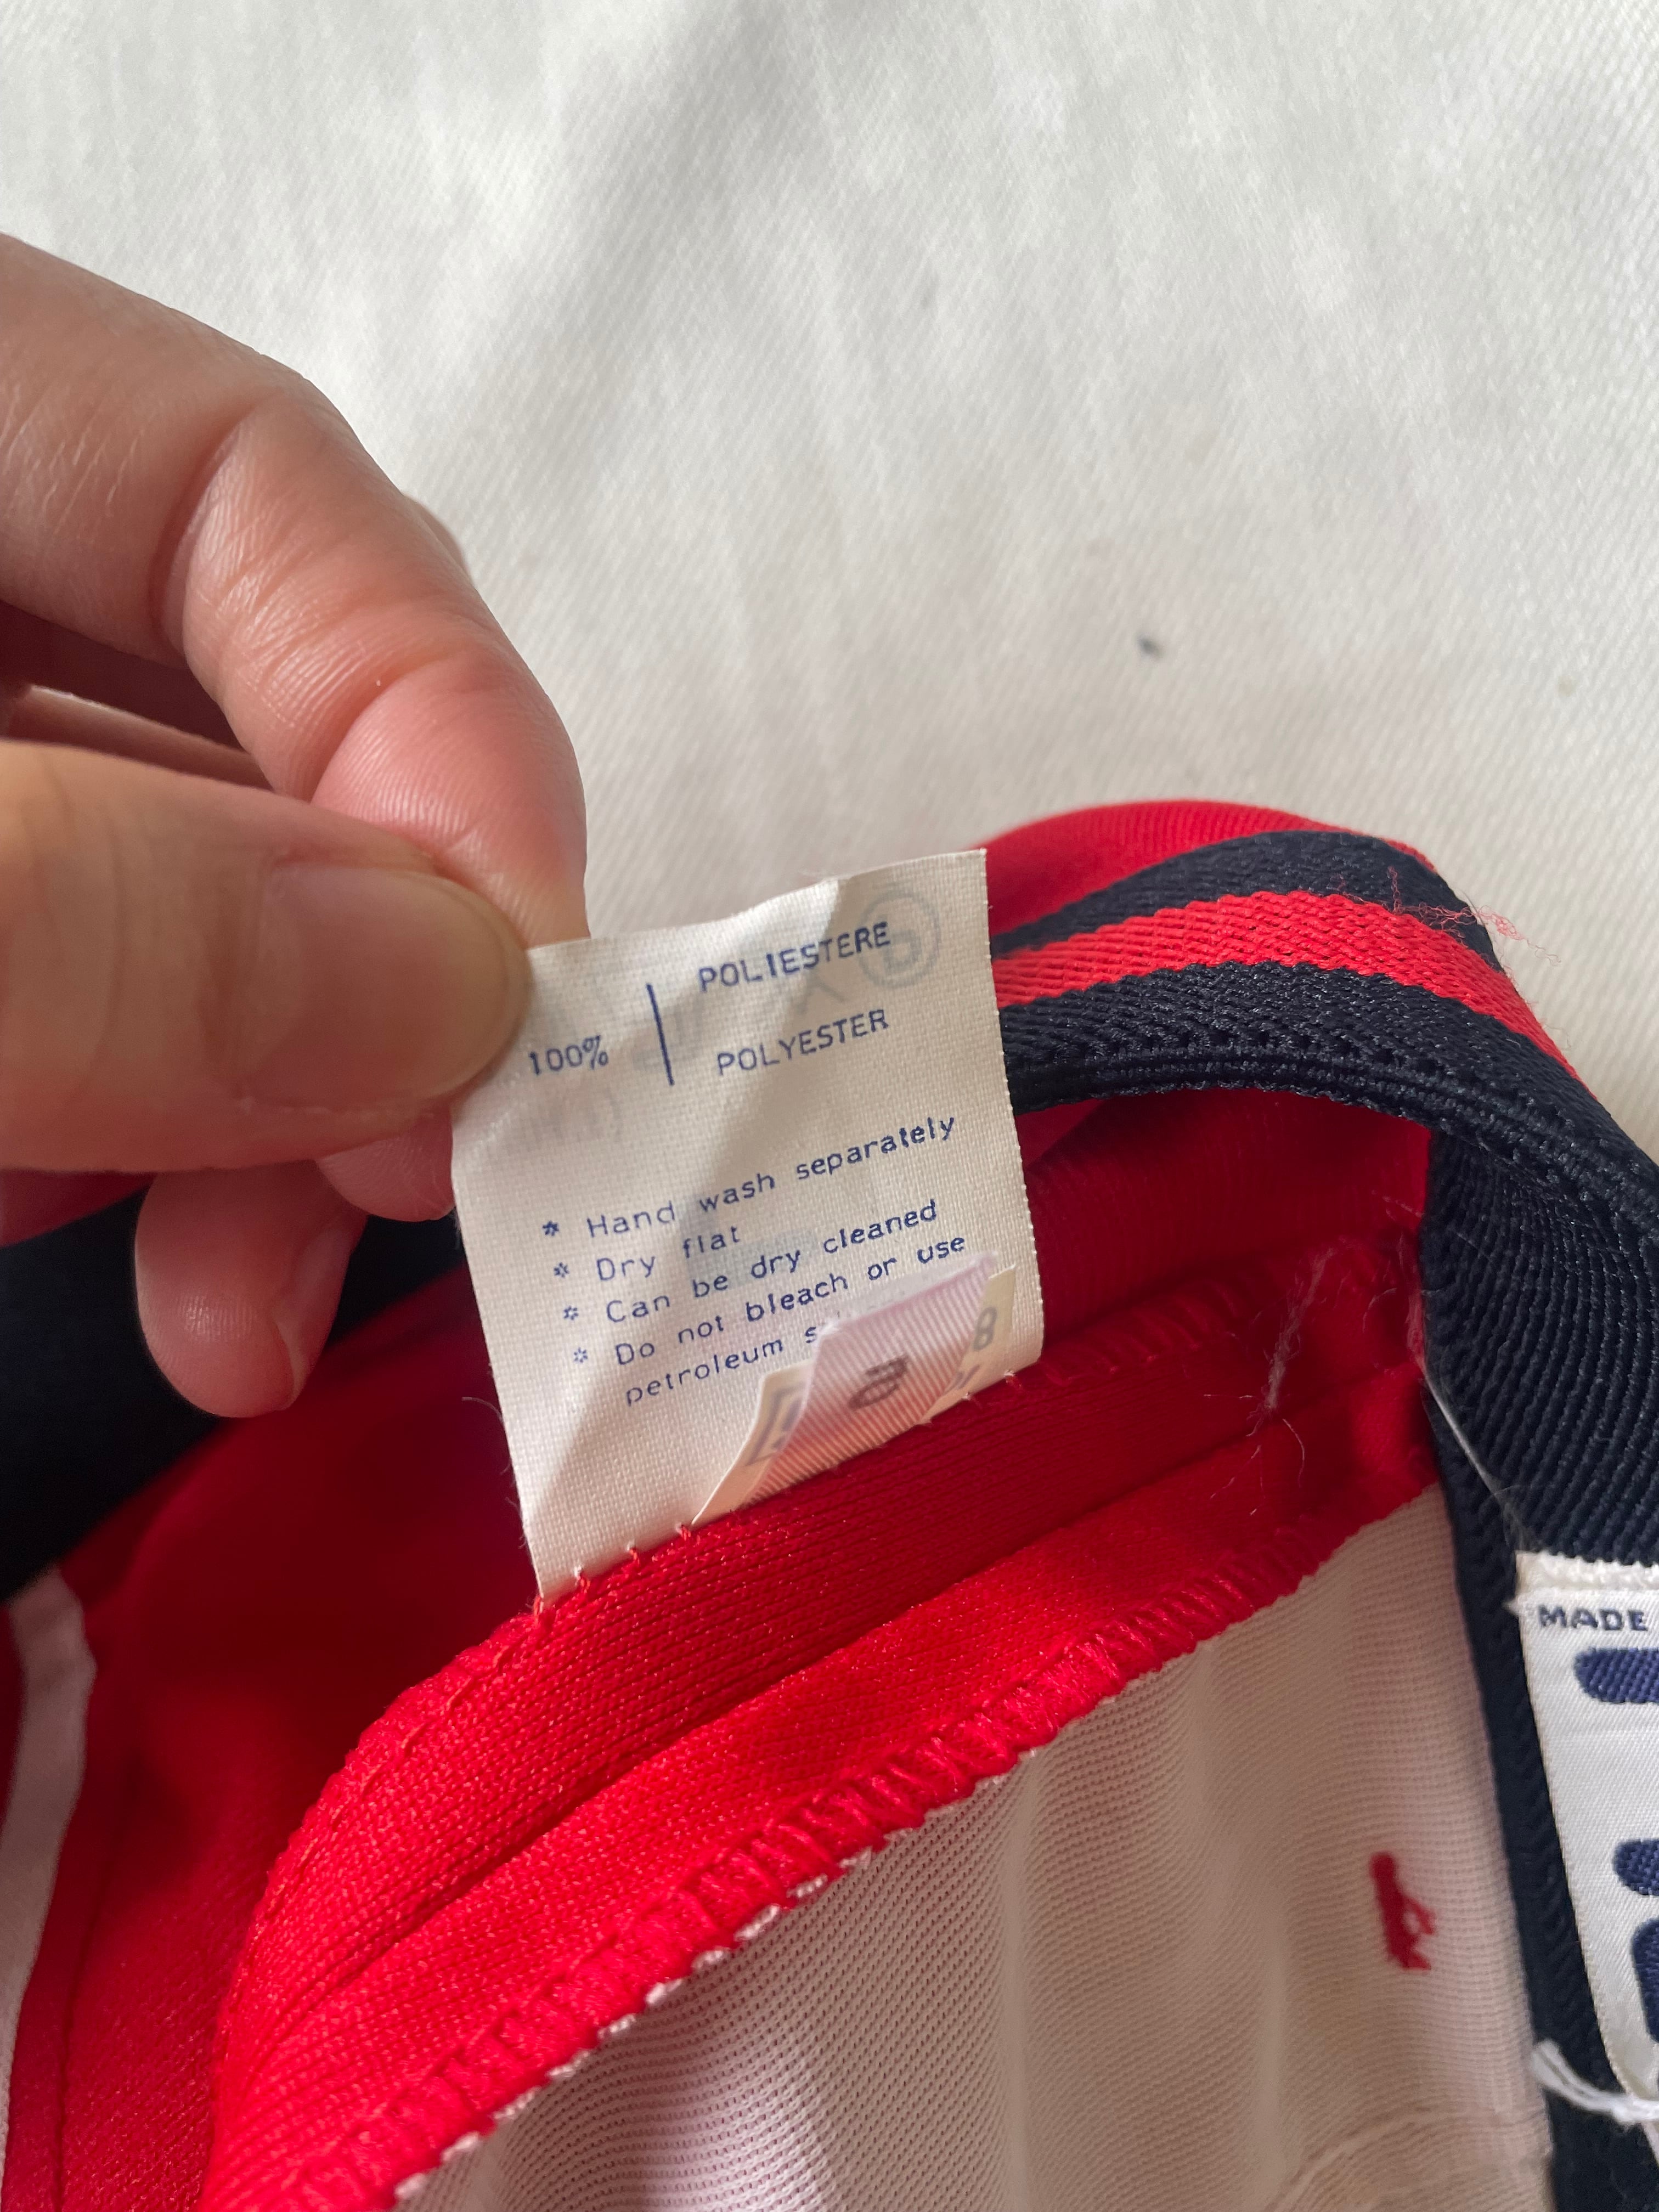 POLIESTERE
100%
POLYESTER
* Hand wash separately
* Dry flat
* Can be dry cleaned
* Do not bleach or use
petroleum
MADE